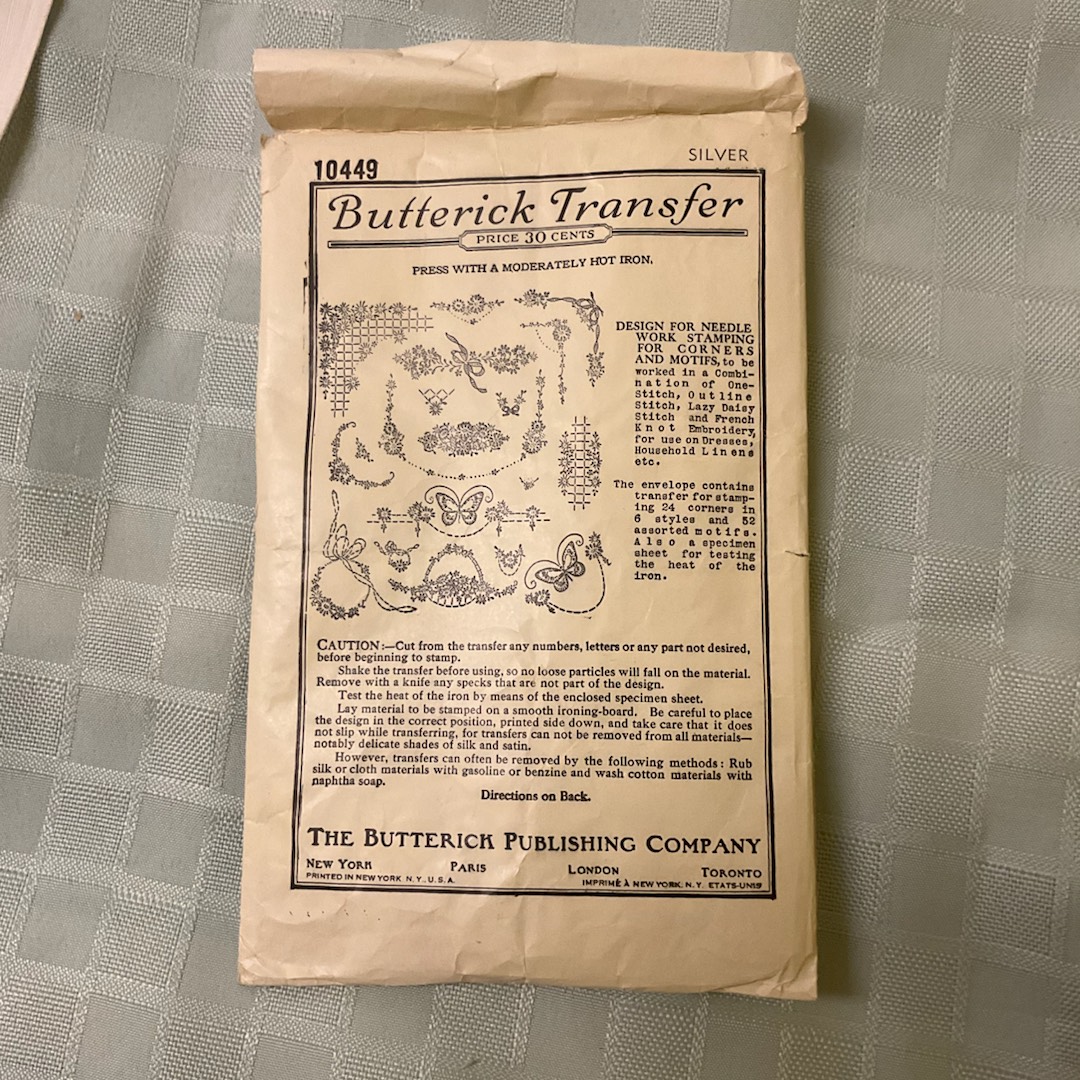 10449
SILVER
Butterick Transfer
PRICE 30 CENTS
PRESS WITH A MODERATELY HOT IRON.
DESIGN FOR NEEDLE
WORK STAMPING
FOR CORNERS
AND MOTIFS, to be
worked in a Combi-
nation of One-
Stitch, Outline
Stitch, Lazy Daisy
Stitch and French
Knot Embroidery,
for use on Dresses,
Household Linens
etc.
The envelope contains
transfer for stamp-
ing 24 corners in
6 styles and 52
assorted motifs.
Also a specimen
sheet for testing
the heat of the
iron.
CAUTION:—Cut from the transfer any numbers, letters or any part not desired,
before beginning to stamp.
Shake the transfer before using, so no loose particles will fall on the material.
Remove with a knife any specks that are not part of the design.
Test the heat of the iron by means of the enclosed specimen sheet.
Lay material to be stamped on a smooth ironing-board. Be careful to place
the design in the correct position, printed side down, and take care that it does
not slip while transferring, for transfers can not be removed from all materials—
notably delicate shades of silk and satin.
However, transfers can often be removed by the following methods: Rub
silk or cloth materials with gasoline or benzine and wash cotton materials with
naphtha soap.
Directions on Back.
THE BUTTERICK PUBLISHING COMPANY
NEW YORK PARIS LONDON TORONTO
PRINTED IN NEW YORK, N.Y., U.S.A. IMPRIMÉ À NEW YORK, N.Y. ETATS-UNIS